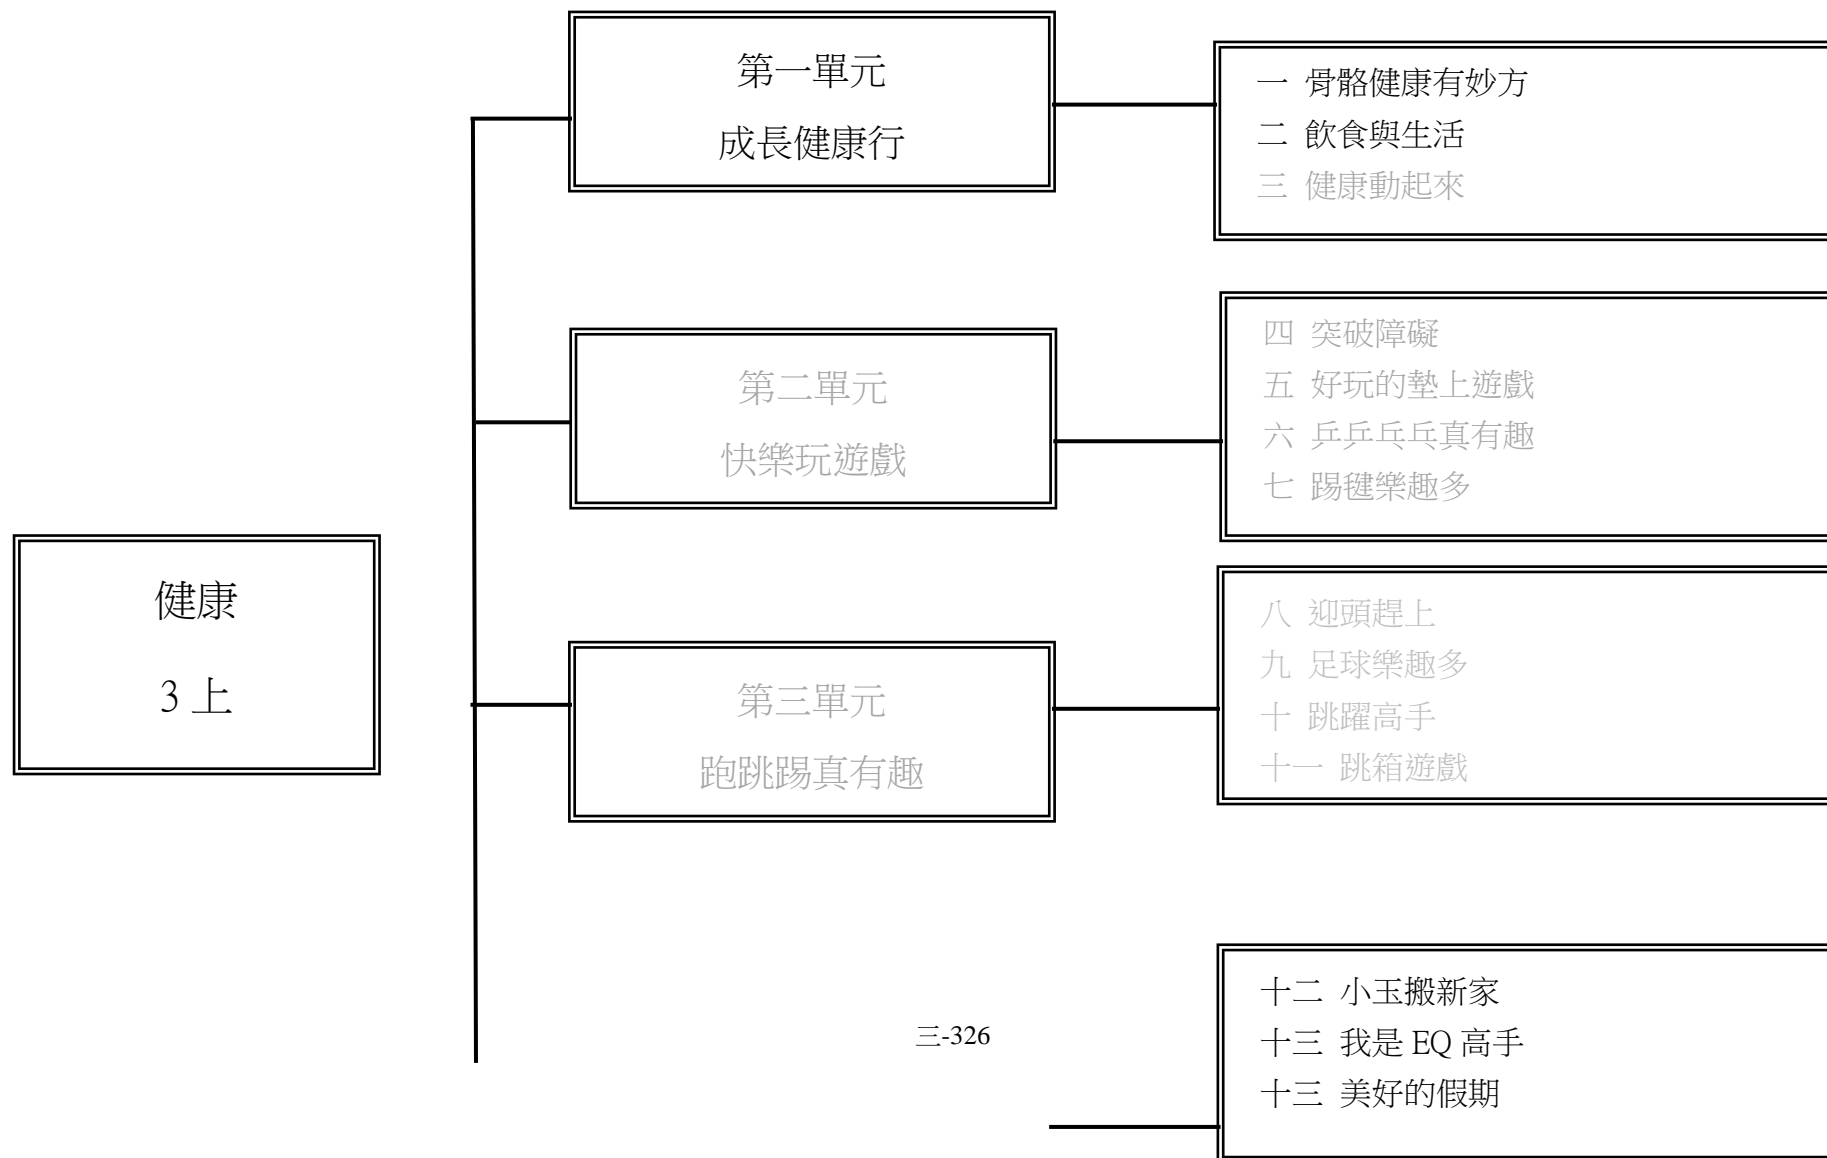 第一單元
成長健康行
一 骨骼健康有妙方
二 飲食與生活
三 健康動起來
第二單元
快樂玩遊戲
四 突破障礙
五 好玩的墊上遊戲
六 乒乒乓乓真有趣
七 踢毽樂趣多
健康
3 上
第三單元
跑跳踢真有趣
八 迎頭趕上
九 足球樂趣多
十 跳躍高手
十一 跳箱遊戲
十二 小玉搬新家
十三 我是 EQ 高手
十三 美好的假期
三-326